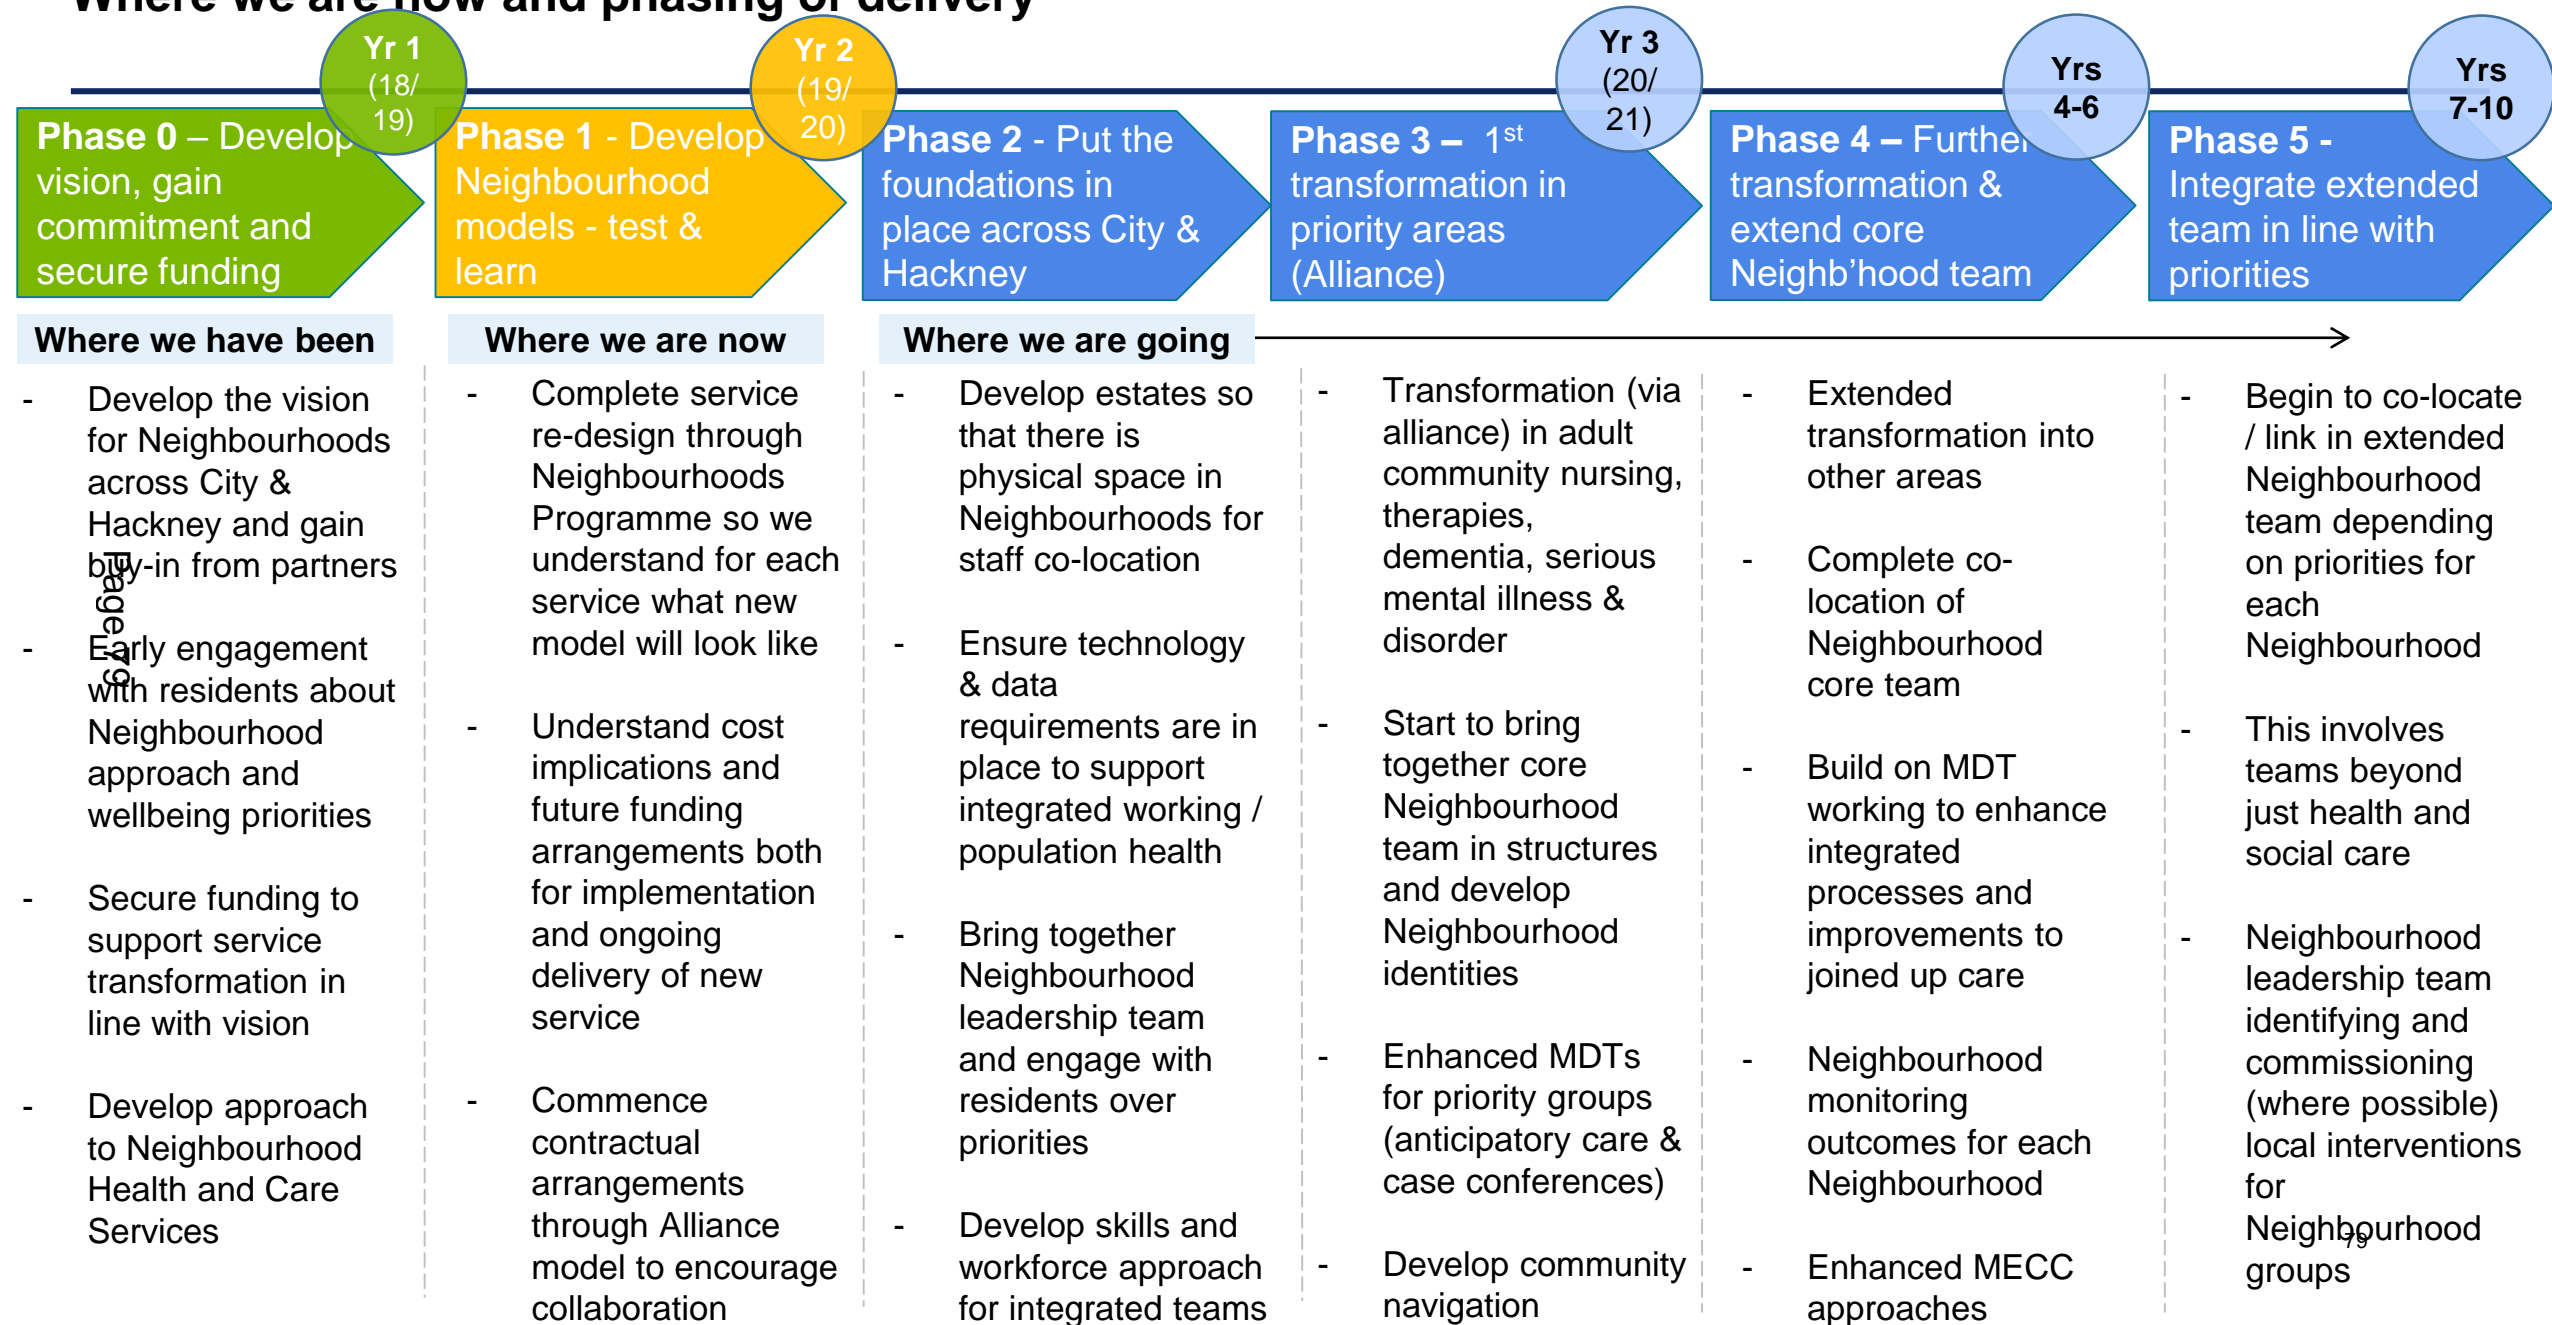 Where we are now and phasing of delivery
Yr 1
(18/
19)
Yr 2
(19/
20)
Yr 3
(20/
21)
Yrs
4-6
Yrs
7-10
Phase 0 – Develop
vision, gain
commitment and
secure funding
Phase 1 - Develop
Neighbourhood
models - test &
learn
Phase 2 - Put the
foundations in
place across City &
Hackney
Phase 3 – 1st
transformation in
priority areas
(Alliance)
Phase 4 – Further
transformation &
extend core
Neighb’hood team
Phase 5 -
Integrate extended
team in line with
priorities
Where we have been
Where we are now
Where we are going
- Develop the vision
for Neighbourhoods
across City &
Hackney and gain
buy-in from partners
- Early engagement
with residents about
Neighbourhood
approach and
wellbeing priorities
- Secure funding to
support service
transformation in
line with vision
- Develop approach
to Neighbourhood
Health and Care
Services
Page 79
- Complete service
re-design through
Neighbourhoods
Programme so we
understand for each
service what new
model will look like
- Understand cost
implications and
future funding
arrangements both
for implementation
and ongoing
delivery of new
service
- Commence
contractual
arrangements
through Alliance
model to encourage
collaboration
- Develop estates so
that there is
physical space in
Neighbourhoods for
staff co-location
- Ensure technology
& data
requirements are in
place to support
integrated working /
population health
- Bring together
Neighbourhood
leadership team
and engage with
residents over
priorities
- Develop skills and
workforce approach
for integrated teams
- Transformation (via
alliance) in adult
community nursing,
therapies,
dementia, serious
mental illness &
disorder
- Start to bring
together core
Neighbourhood
team in structures
and develop
Neighbourhood
identities
- Enhanced MDTs
for priority groups
(anticipatory care &
case conferences)
- Develop community
navigation
- Extended
transformation into
other areas
- Complete co-
location of
Neighbourhood
core team
- Build on MDT
working to enhance
integrated
processes and
improvements to
joined up care
- Neighbourhood
monitoring
outcomes for each
Neighbourhood
- Enhanced MECC
approaches
- Begin to co-locate
/ link in extended
Neighbourhood
team depending
on priorities for
each
Neighbourhood
- This involves
teams beyond
just health and
social care
- Neighbourhood
leadership team
identifying and
commissioning
(where possible)
local interventions
for
Neighbourhood
groups
79